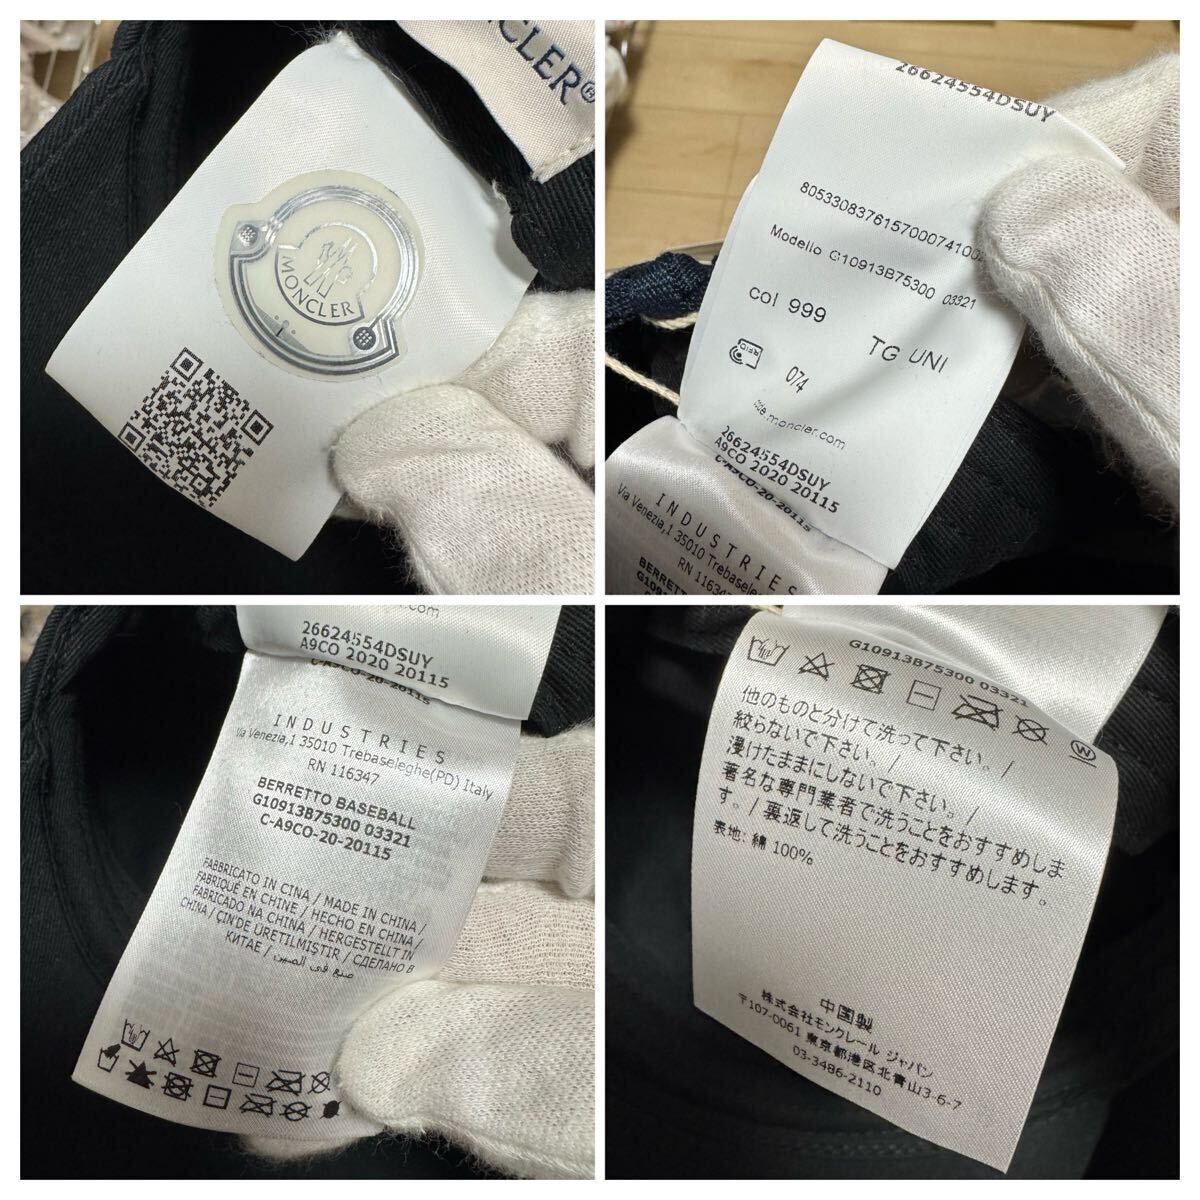 NCLER®
MONCLER
26624554DSUY
Modello G10913B75300 03321
col 999
TG UNI
RFID
074
code.moncler.com
26624554DSUY
A9CO 2020 20115
C-A9CO-20-20115
INDUSTRIES
Via Venezia,1 35010 Trebaseleghe
RN 116347
BERRETTO
.com
26624554DSUY
A9CO 2020 20115
C-A9CO-20-20115
INDUSTRIES
Via Venezia,1 35010 Trebaseleghe(PD) Italy
RN 116347
BERRETTO BASEBALL
G10913B75300 03321
C-A9CO-20-20115
FABBRICATO IN CINA / MADE IN CHINA /
FABRIQUÉ EN CHINE / HECHO EN CHINA /
FABRICADO NA CHINA / HERGESTELLT IN
CHINA / ÇIN'DE ÜRETILMIŞTIR / СДЕЛАНО В
КИТАЕ / صنع في الصين
G10913B75300 03321
W
他のものと分けて洗って下さい。/
絞らないで下さい。/
浸けたままにしないで下さい。/
著名な専門業者で洗うことをおすすめしま
す。/ 裏返して洗うことをおすすめします。
表地: 綿 100%
中国製
株式会社モンクレール ジャパン
〒107-0061 東京都港区北青山3-6-7
03-3486-2110